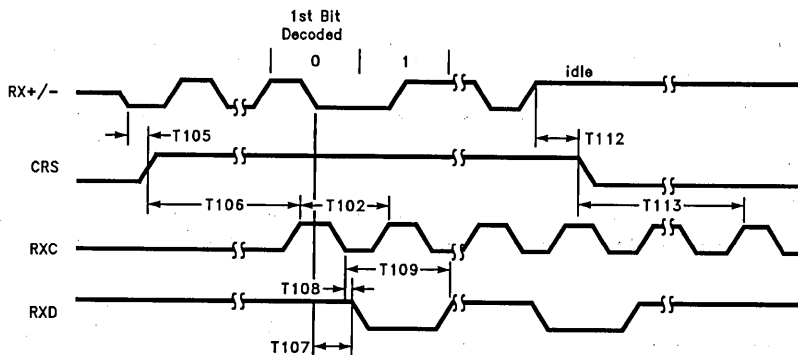 1st Bit
Decoded
0 1
idle
RX+/-
T105
T112
CRS
T106
T102
T113
RXC
T109
T108
RXD
T107